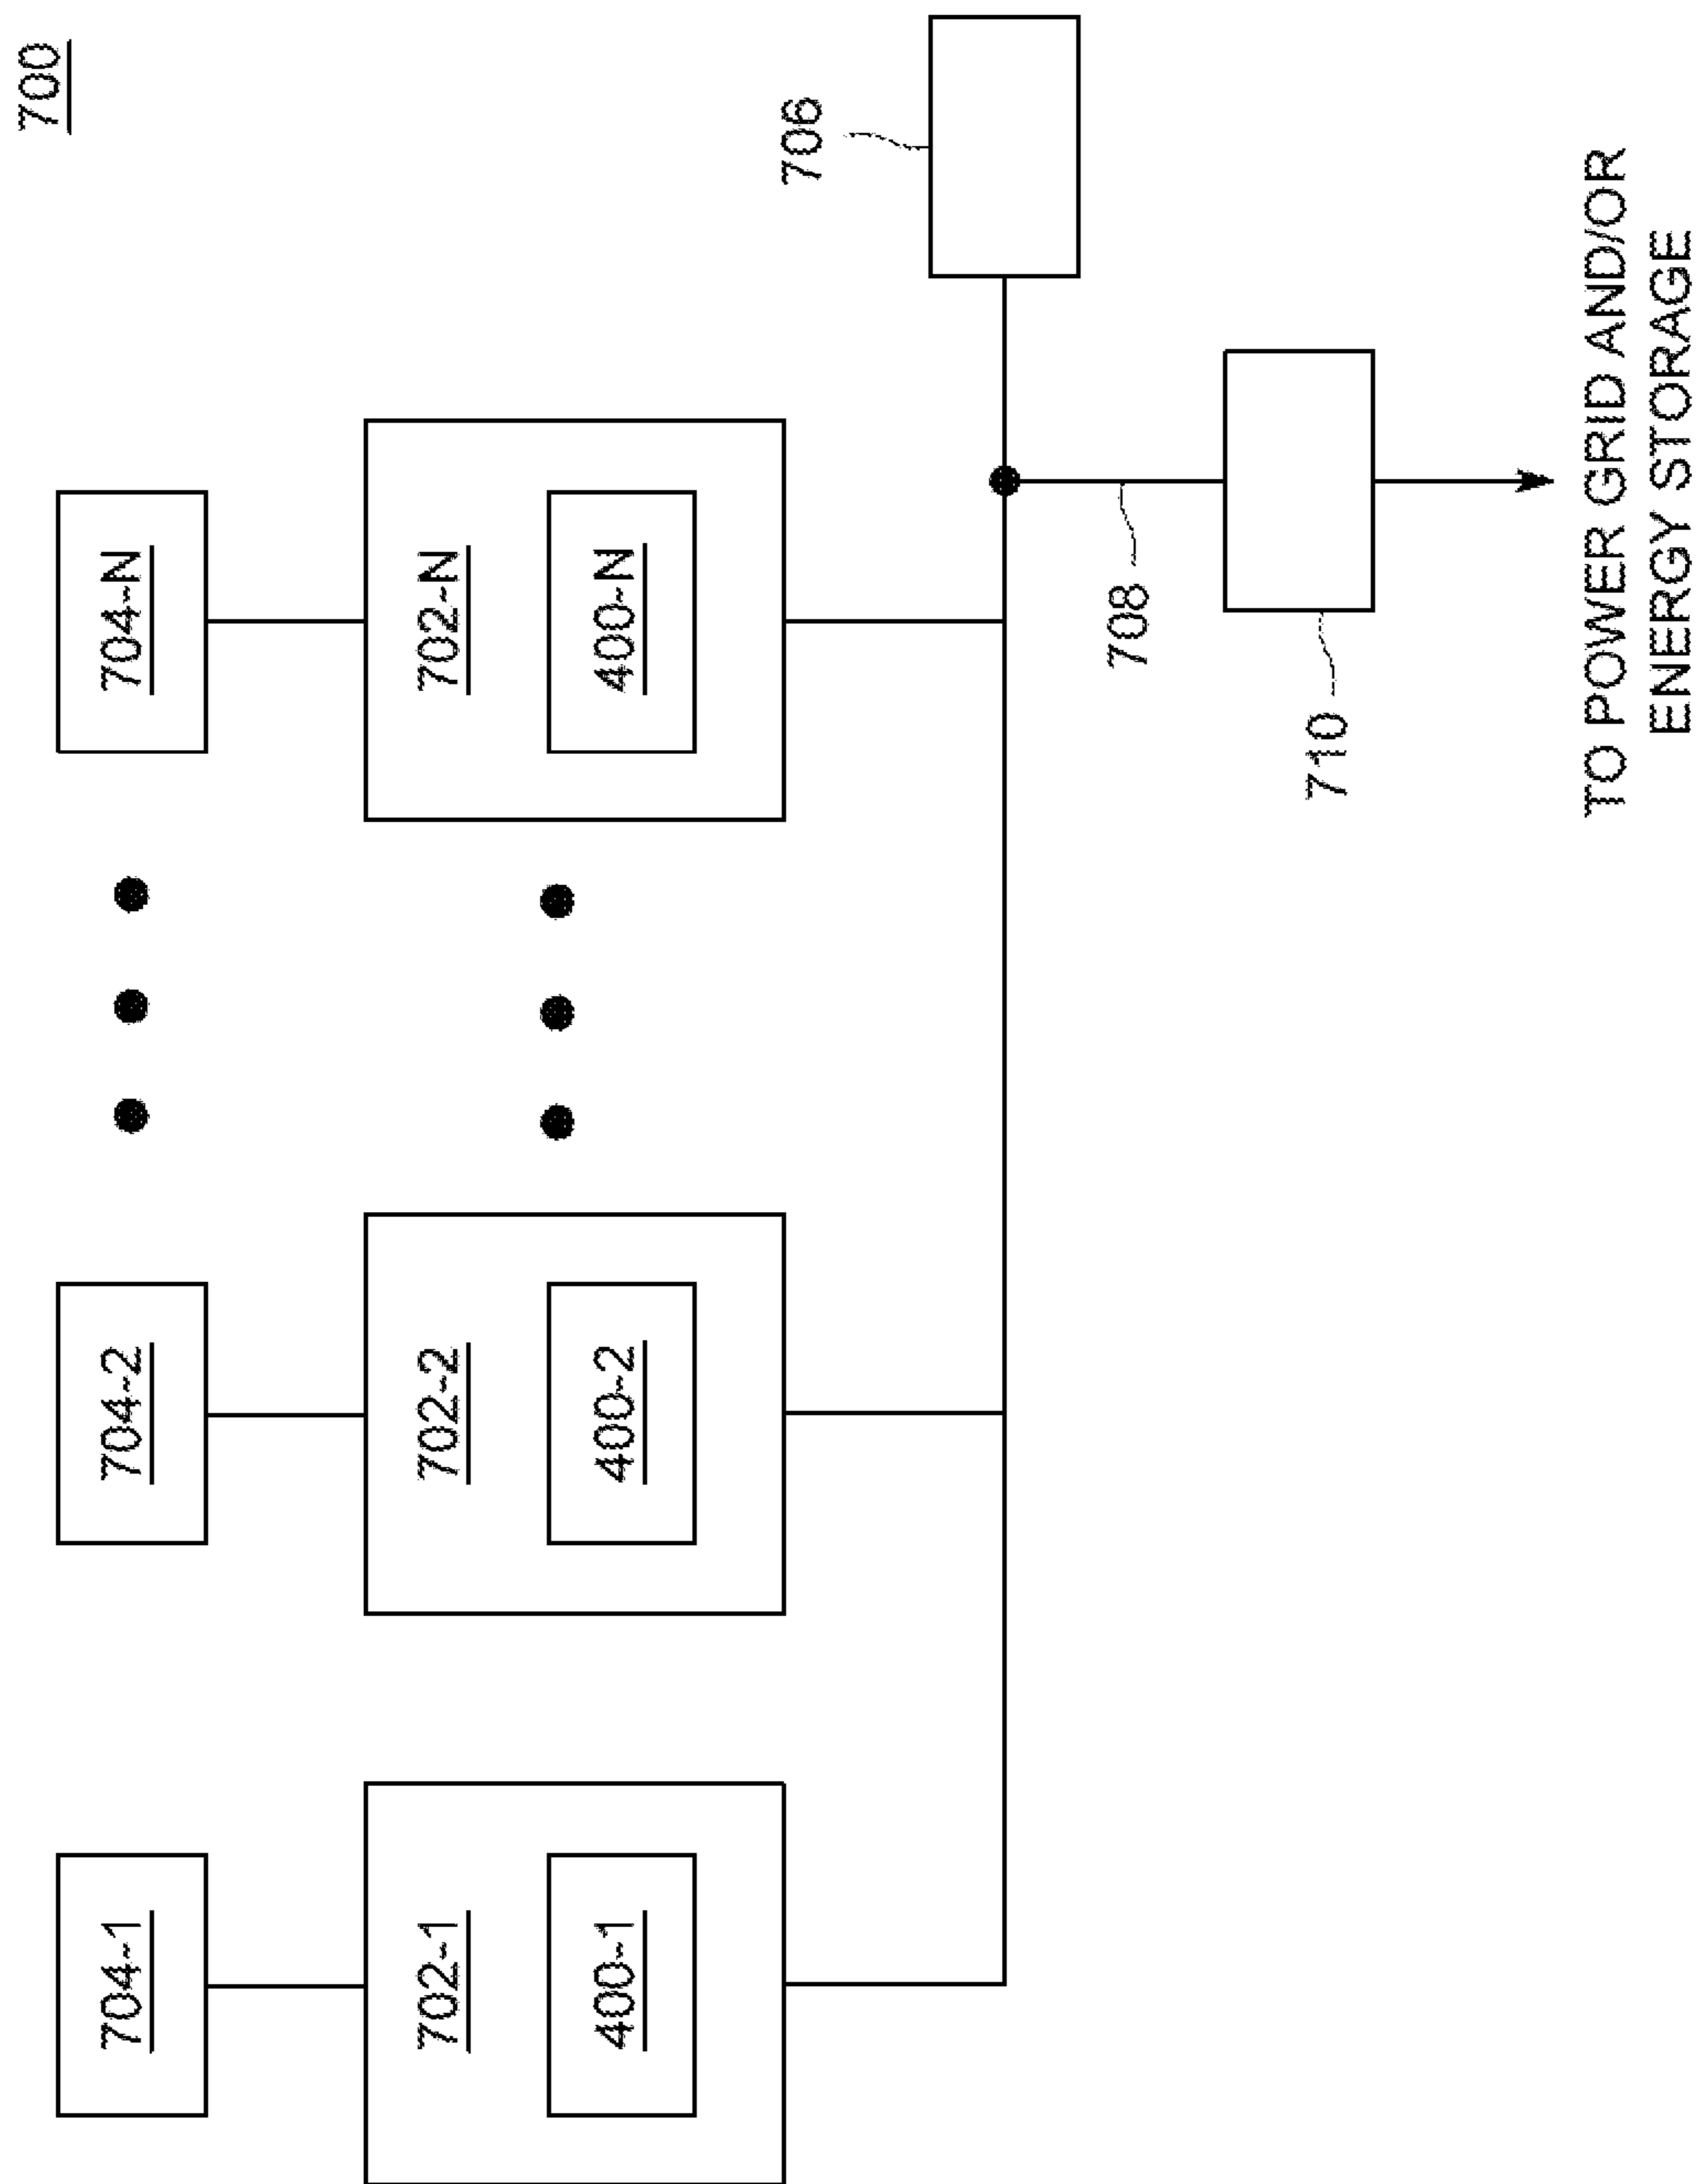 700
704-1
704-2
704-N
702-1
702-2
702-N
400-1
400-2
400-N
706
708
710
TO POWER GRID AND/OR
ENERGY STORAGE